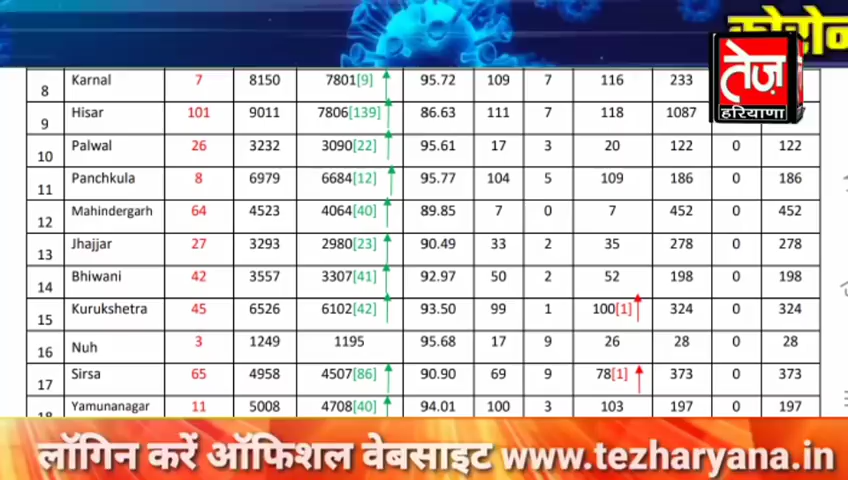 कोरोन
तेज़
हरियाणा
8 Karnal 7 8150 7801[9] 95.72 109 7 116 233
9 Hisar 101 9011 7806[139] 86.63 111 7 118 1087
10 Palwal 26 3232 3090[22] 95.61 17 3 20 122 0 122
11 Panchkula 8 6979 6684[12] 95.77 104 5 109 186 0 186
12 Mahindergarh 64 4523 4064[40] 89.85 7 0 7 452 0 452
13 Jhajjar 27 3293 2980[23] 90.49 33 2 35 278 0 278
14 Bhiwani 42 3557 3307[41] 92.97 50 2 52 198 0 198
15 Kurukshetra 45 6526 6102[42] 93.50 99 1 100[1] 324 0 324
16 Nuh 3 1249 1195 95.68 17 9 26 28 0 28
17 Sirsa 65 4958 4507[86] 90.90 69 9 78[1] 373 0 373
18 Yamunanagar 11 5008 4708[40] 94.01 100 3 103 197 0 197
लॉगिन करें ऑफिशल वेबसाइट www.tezharyana.in